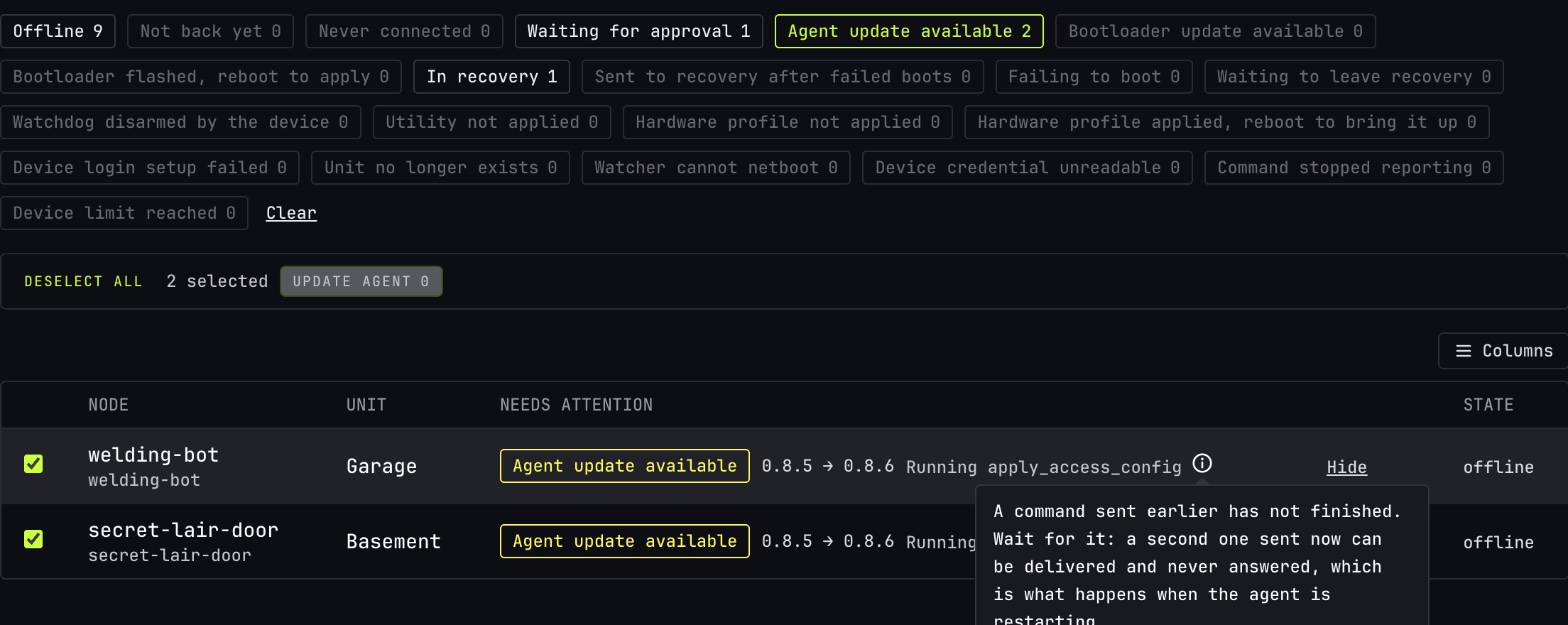 Offline 9 Not back yet 0 Never connected 0 Waiting for approval 1 Agent update available 2 Bootloader update available 0
Bootloader flashed, reboot to apply 0 In recovery 1 Sent to recovery after failed boots 0 Failing to boot 0 Waiting to leave recovery 0
Watchdog disarmed by the device 0 Utility not applied 0 Hardware profile not applied 0 Hardware profile applied, reboot to bring it up 0
Device login setup failed 0 Unit no longer exists 0 Watcher cannot netboot 0 Device credential unreadable 0 Command stopped reporting 0
Device limit reached 0 Clear
DESELECT ALL 2 selected UPDATE AGENT 0
Columns
NODE UNIT NEEDS ATTENTION STATE
welding-bot
welding-bot
Garage Agent update available 0.8.5 → 0.8.6 Running apply_access_config Hide offline
secret-lair-door
secret-lair-door
Basement Agent update available 0.8.5 → 0.8.6 Running offline
A command sent earlier has not finished.
Wait for it: a second one sent now can
be delivered and never answered, which
is what happens when the agent is
restarting